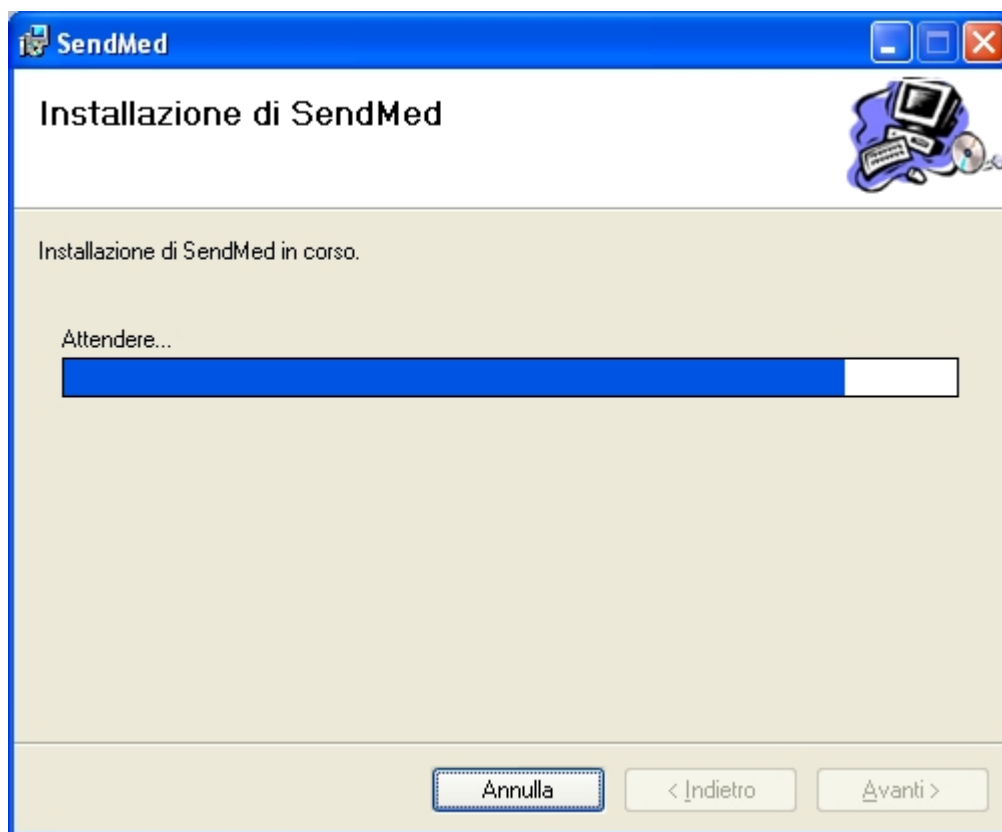 SendMed
Installazione di SendMed
Installazione di SendMed in corso.
Attendere...
Annulla
< Indietro
Avanti >